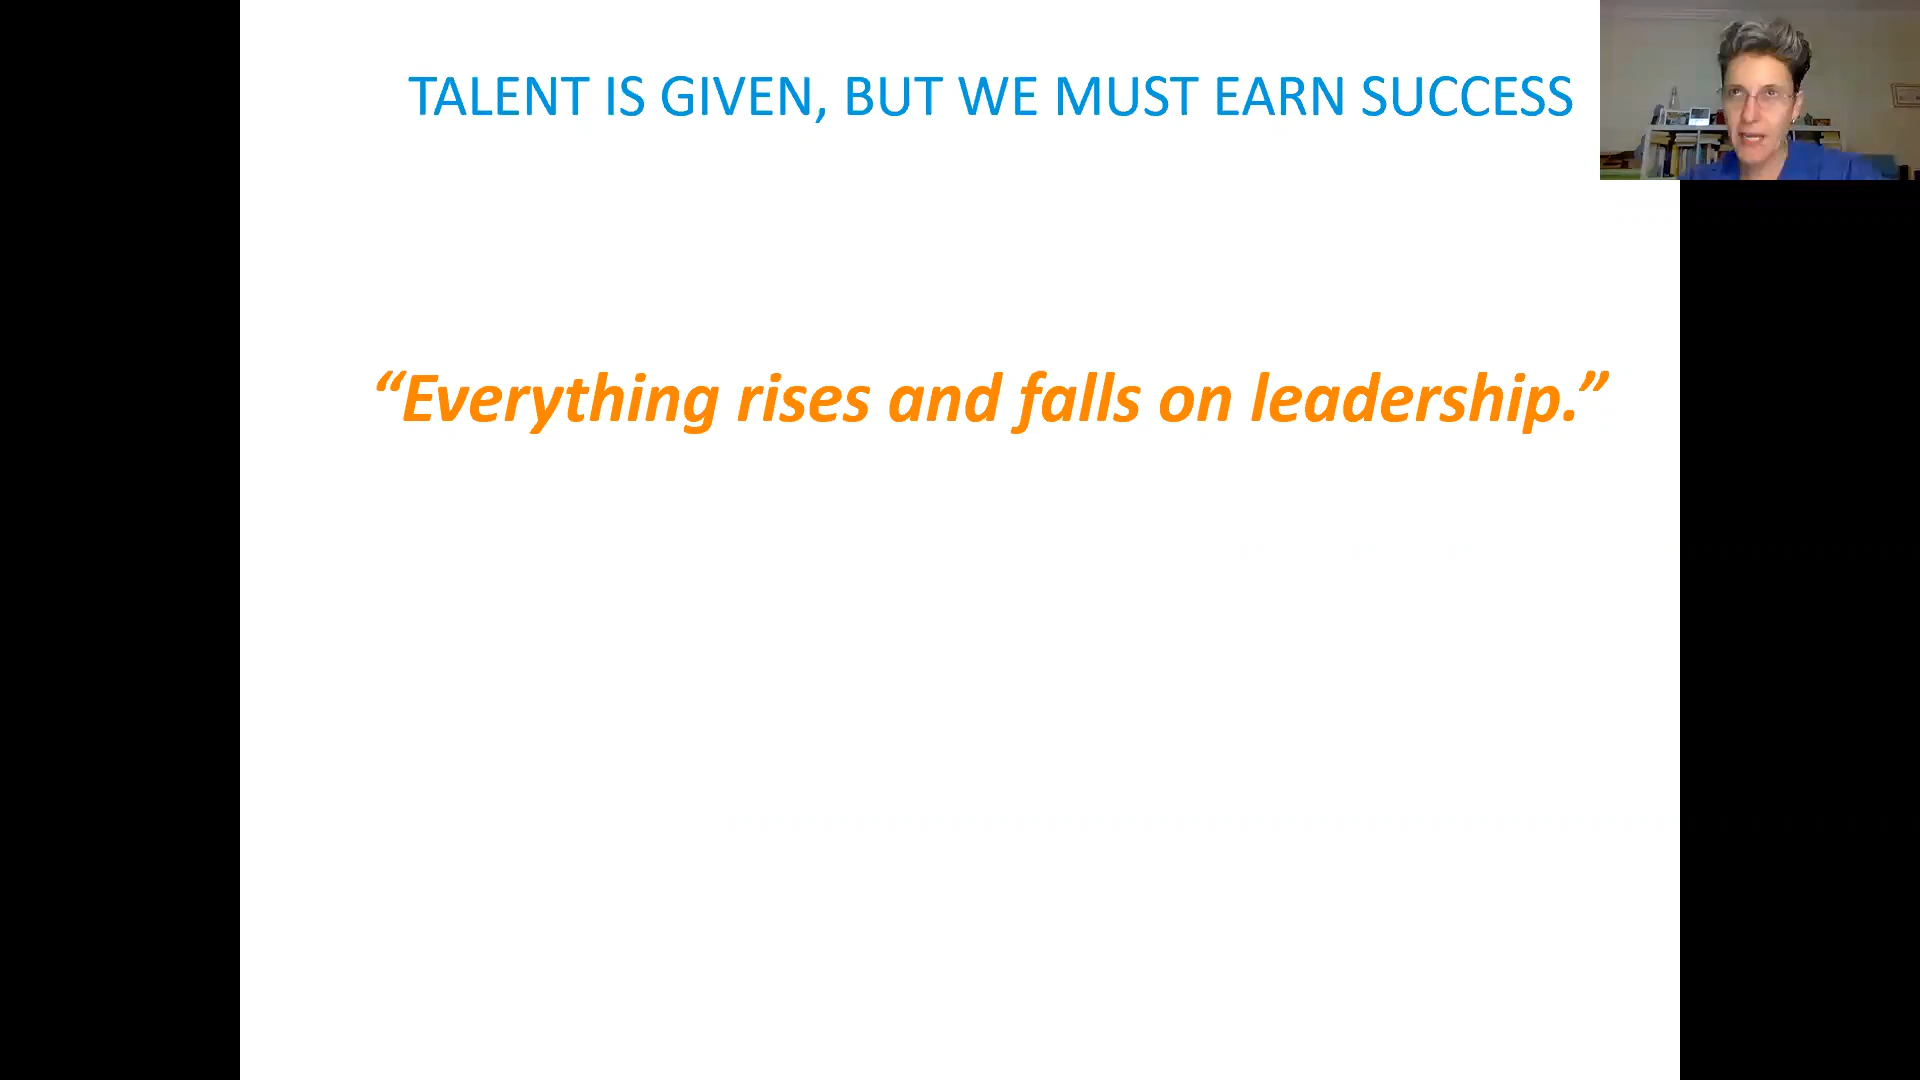 TALENT IS GIVEN, BUT WE MUST EARN SUCCESS
“Everything rises and falls on leadership.”